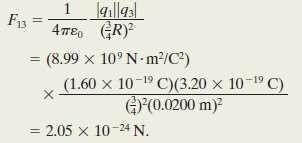 F₁₃ = 1/4πε₀ |q₁||q₃|/(¾R)²
= (8.99 × 10⁹ N·m²/C²)
× (1.60 × 10⁻¹⁹ C)(3.20 × 10⁻¹⁹ C)/(¾)²(0.0200 m)²
= 2.05 × 10⁻²⁴ N.